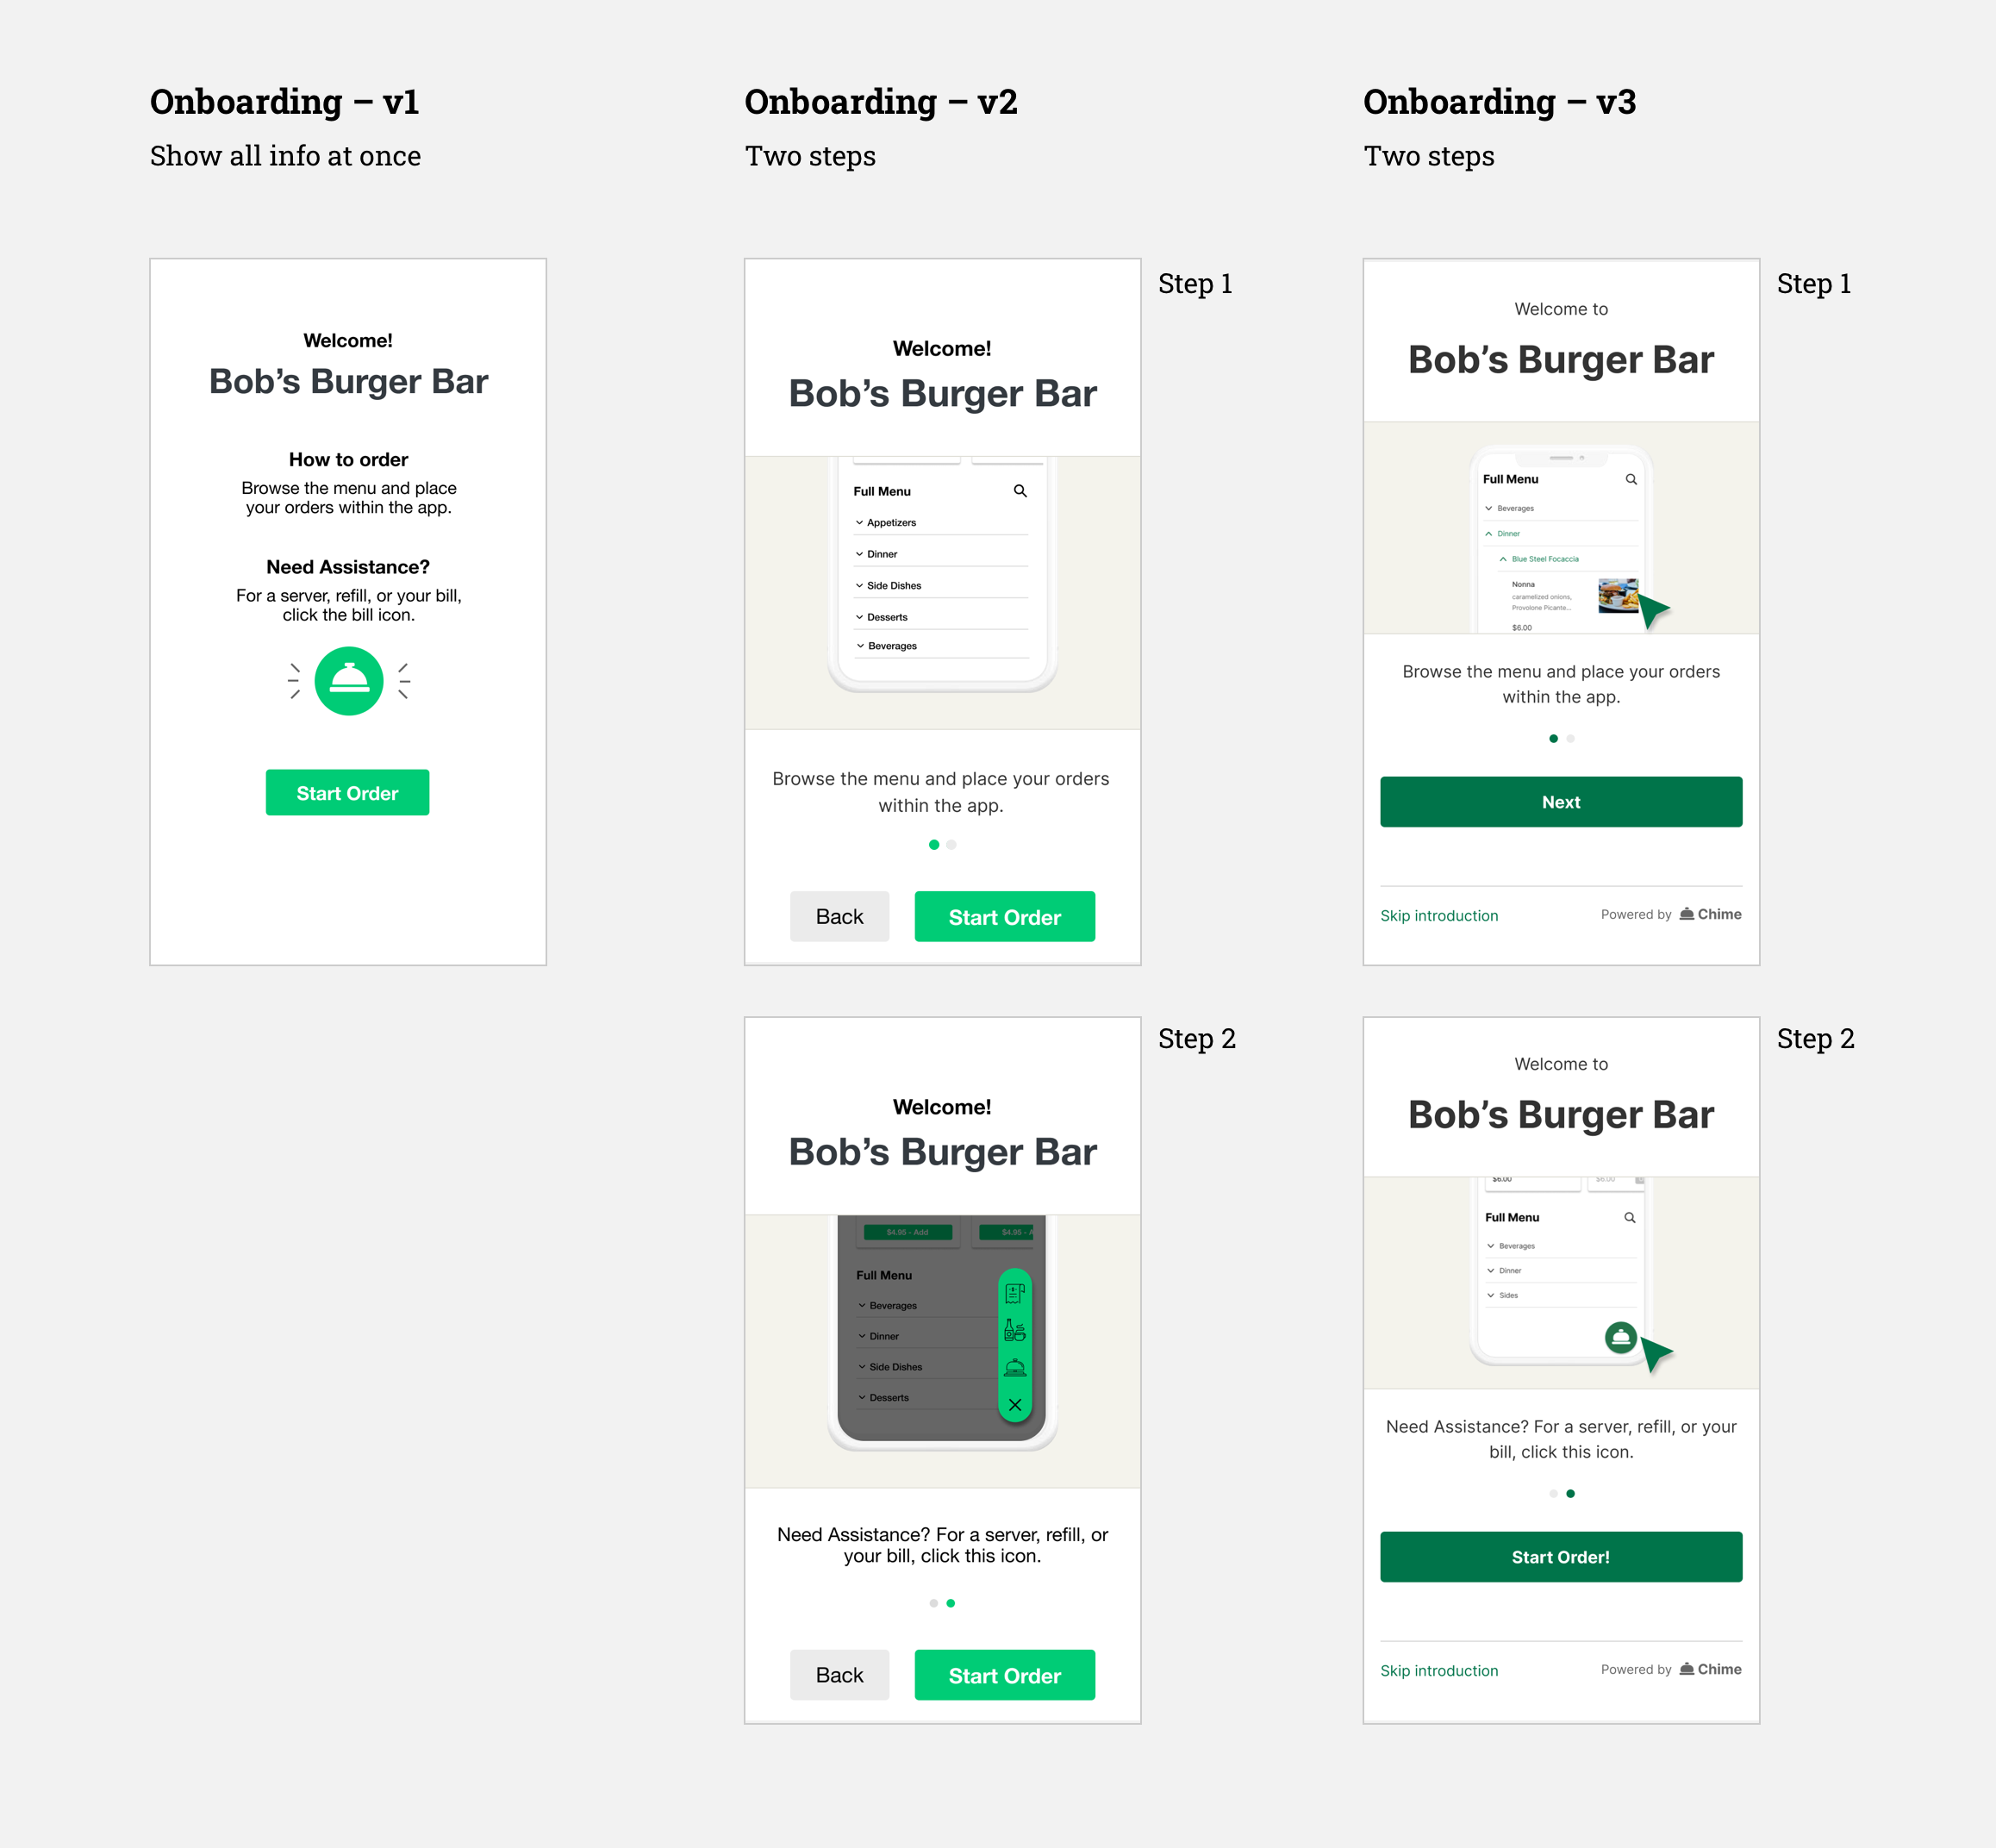 Onboarding – v1
Show all info at once
Welcome!
Bob’s Burger Bar
How to order
Browse the menu and place
your orders within the app.
Need Assistance?
For a server, refill, or your bill,
click the bill icon.
Start Order
Onboarding – v2
Two steps
Step 1
Welcome!
Bob’s Burger Bar
Full Menu
Appetizers
Dinner
Side Dishes
Desserts
Beverages
Browse the menu and place your orders
within the app.
Back
Start Order
Step 2
Welcome!
Bob’s Burger Bar
$4.95 - Add
$4.95 - A
Full Menu
Beverages
Dinner
Side Dishes
Desserts
Need Assistance? For a server, refill, or
your bill, click this icon.
Back
Start Order
Onboarding – v3
Two steps
Step 1
Welcome to
Bob’s Burger Bar
Full Menu
Beverages
Dinner
Blue Steel Focaccia
Nonna
caramelized onions,
Provolone Picante...
$6.00
Browse the menu and place your orders
within the app.
Next
Skip introduction
Powered by Chime
Step 2
Welcome to
Bob’s Burger Bar
$6.00
$6.00
Full Menu
Beverages
Dinner
Sides
Need Assistance? For a server, refill, or your
bill, click this icon.
Start Order!
Skip introduction
Powered by Chime